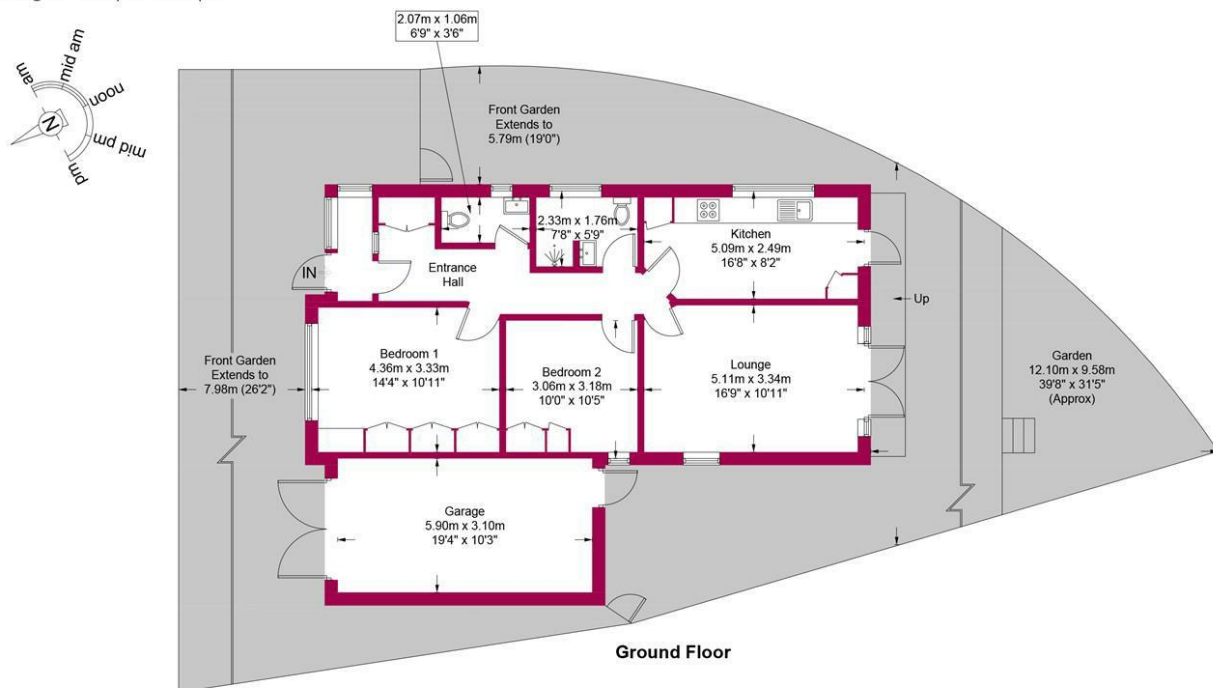 2.07m x 1.06m
6'9" x 3'6"
am
mid am
noon
mid pm
pm
N
Front Garden
Extends to
5.79m (19'0")
2.33m x 1.76m
7'8" x 5'9"
Kitchen
5.09m x 2.49m
16'8" x 8'2"
IN
Entrance
Hall
Up
Front Garden
Extends to
7.98m (26'2")
Bedroom 1
4.36m x 3.33m
14'4" x 10'11"
Bedroom 2
3.06m x 3.18m
10'0" x 10'5"
Lounge
5.11m x 3.34m
16'9" x 10'11"
Garden
12.10m x 9.58m
39'8" x 31'5"
(Approx)
Garage
5.90m x 3.10m
19'4" x 10'3"
Ground Floor